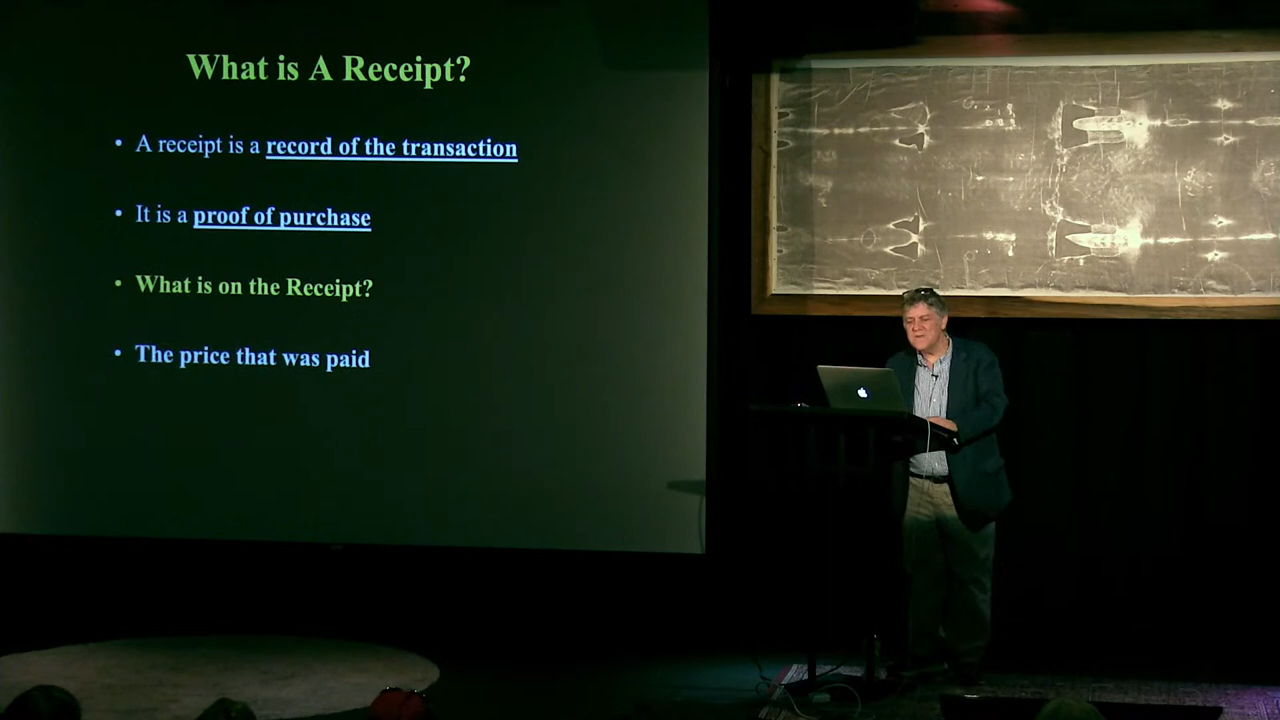 What is A Receipt?
• A receipt is a record of the transaction
• It is a proof of purchase
• What is on the Receipt?
• The price that was paid